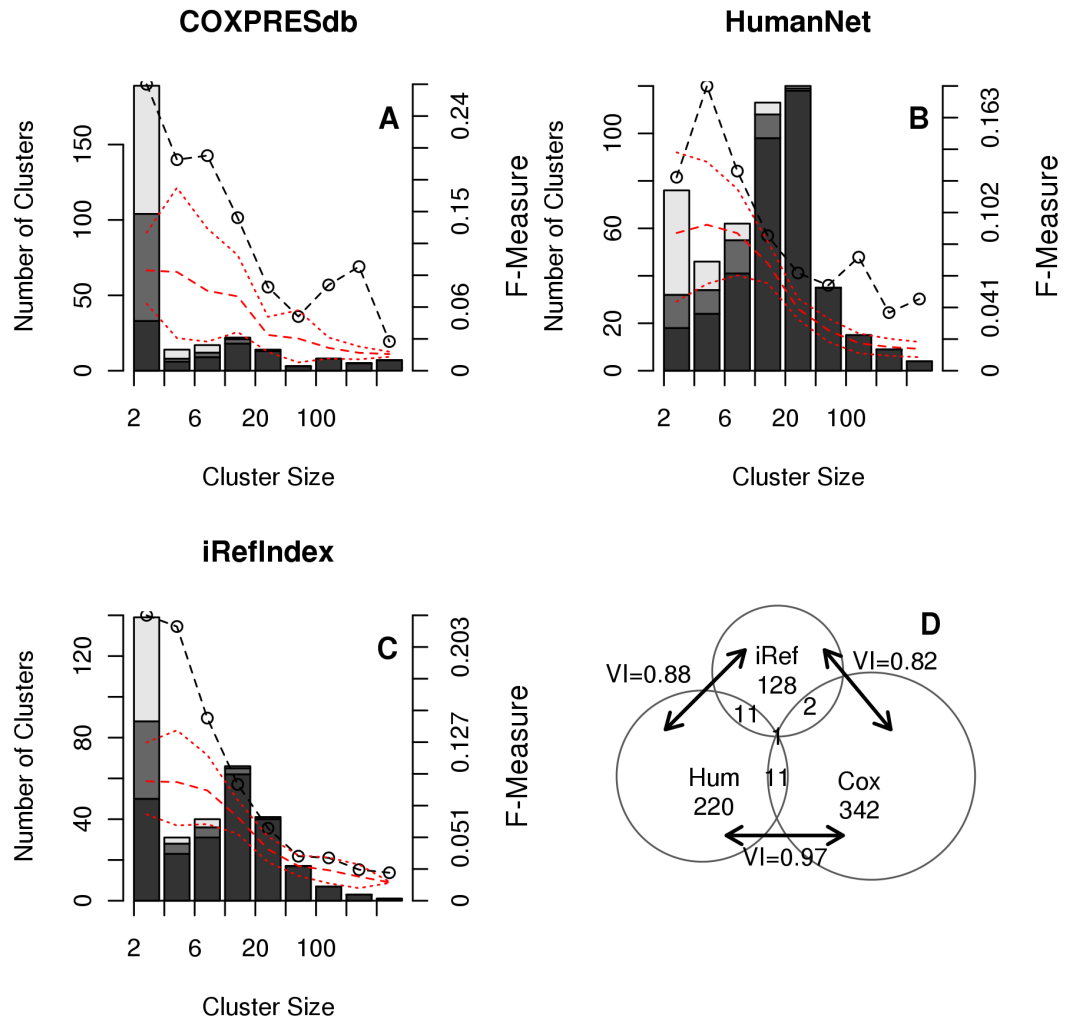 COXPRESdb
A
Number of Clusters
0
50
100
150
F-Measure
0
0.06
0.15
0.24
2
6
20
100
Cluster Size
HumanNet
B
Number of Clusters
0
20
60
100
F-Measure
0
0.041
0.102
0.163
2
6
20
100
Cluster Size
iRefIndex
C
Number of Clusters
0
40
80
120
F-Measure
0
0.051
0.127
0.203
2
6
20
100
Cluster Size
D
iRef
128
VI=0.88
VI=0.82
11
2
1
Hum
220
11
Cox
342
VI=0.97